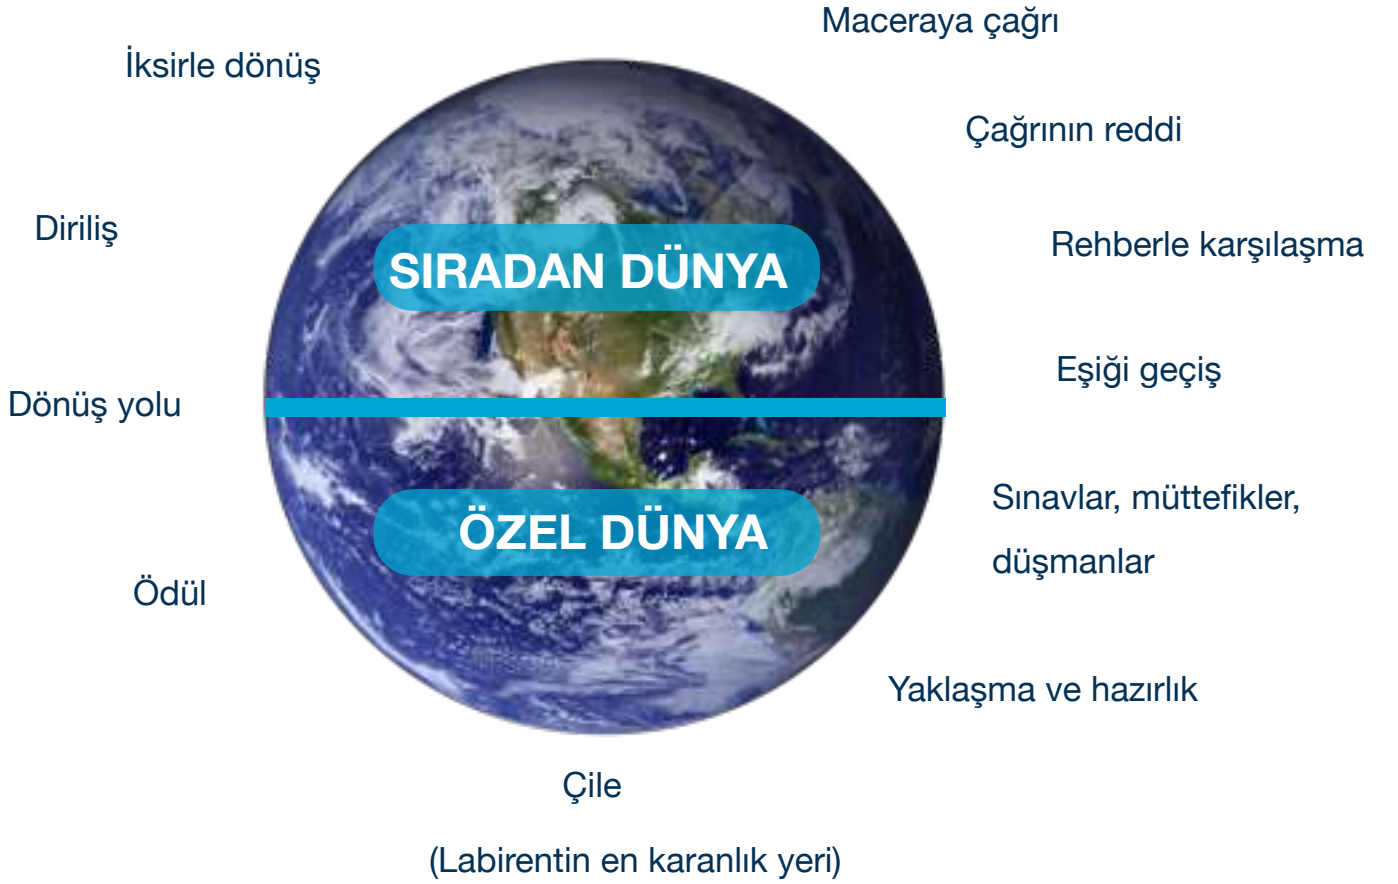 Maceraya çağrı
İksirle dönüş
Çağrının reddi
Diriliş
Rehberle karşılaşma
SIRADAN DÜNYA
Eşiği geçiş
Dönüş yolu
Sınavlar, müttefikler,
düşmanlar
ÖZEL DÜNYA
Ödül
Yaklaşma ve hazırlık
Çile
(Labirentin en karanlık yeri)